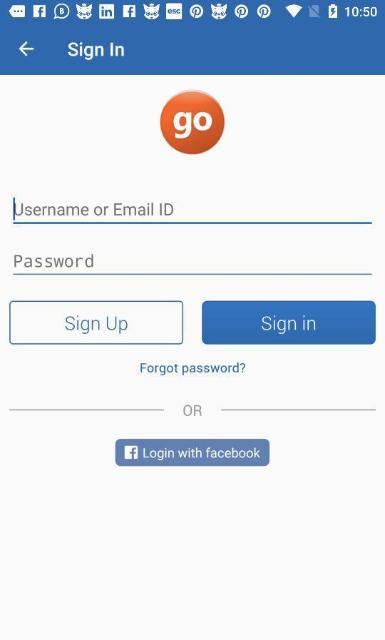 esc 10:50
Sign In
go
Username or Email ID
Password
Sign Up Sign in
Forgot password?
OR
Login with facebook